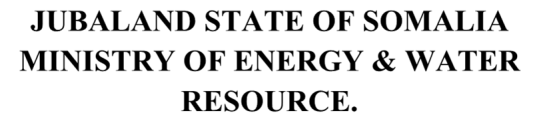 JUBALAND STATE OF SOMALIA
MINISTRY OF ENERGY & WATER
RESOURCE.